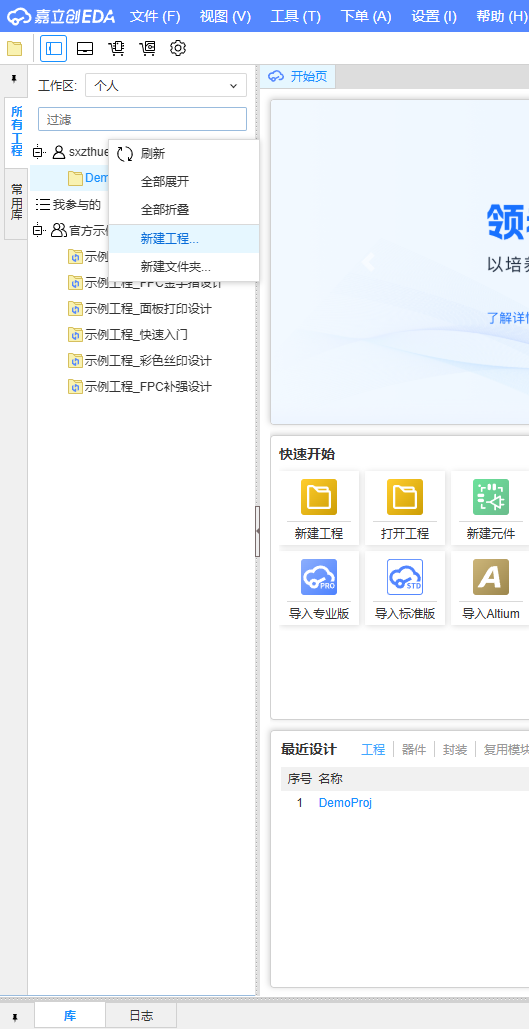 嘉立创EDA 文件 (F) 视图 (V) 工具 (T) 下单 (A) 设置 (I) 帮助 (H)
工作区: 个人
开始页
所有工程
过滤
常用库
sxzthue
刷新
Dem
全部展开
我参与的
全部折叠
官方示例
新建工程...
新建文件夹...
示例
示例工程_FPC金手指设计
示例工程_面板打印设计
示例工程_快速入门
示例工程_彩色丝印设计
示例工程_FPC补强设计
领
以培养
了解详情
快速开始
新建工程 打开工程 新建元件
PRO STD A
导入专业版 导入标准版 导入Altium
最近设计 工程 器件 封装 复用模块
序号 名称
1 DemoProj
库 日志